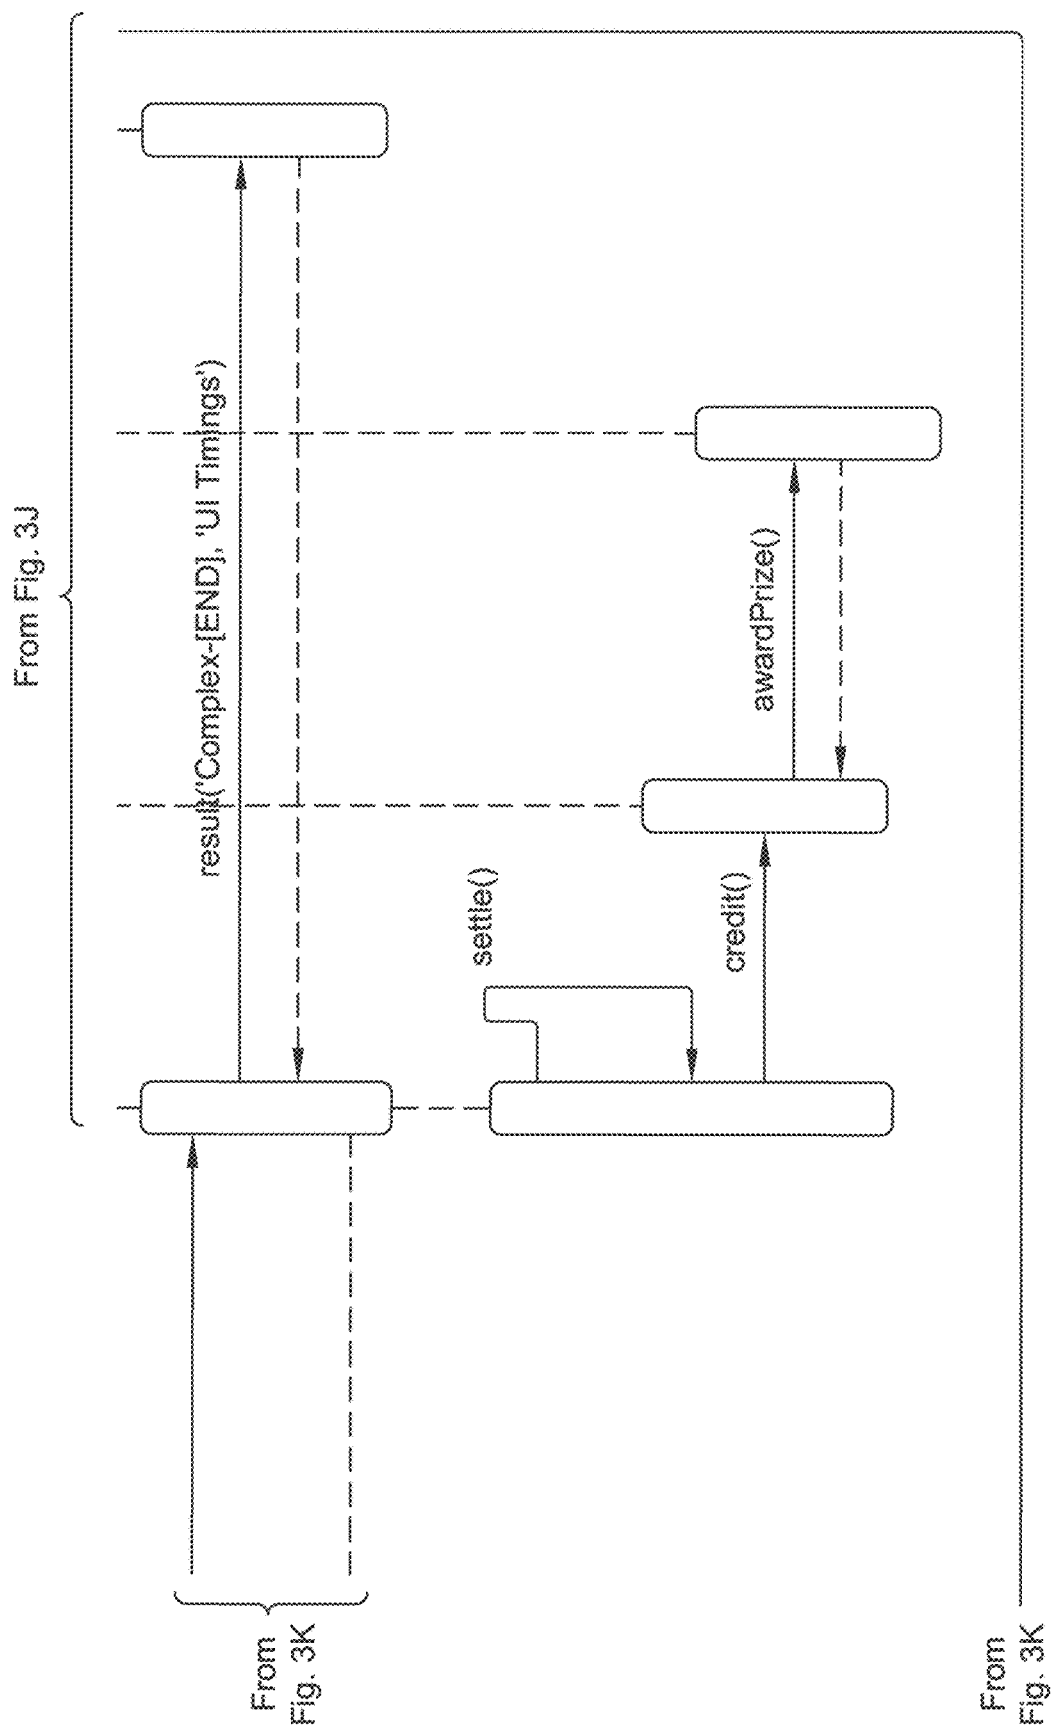 From Fig. 3J
result('Complex-[END], 'UI Timings')
settle()
credit()
awardPrize()
From
Fig. 3K
From
Fig. 3K